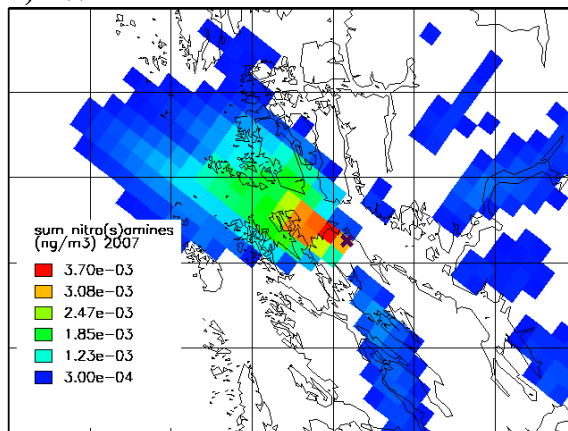 sum nitro(s)amines
(ng/m3) 2007
3.70e-03
3.08e-03
2.47e-03
1.85e-03
1.23e-03
3.00e-04